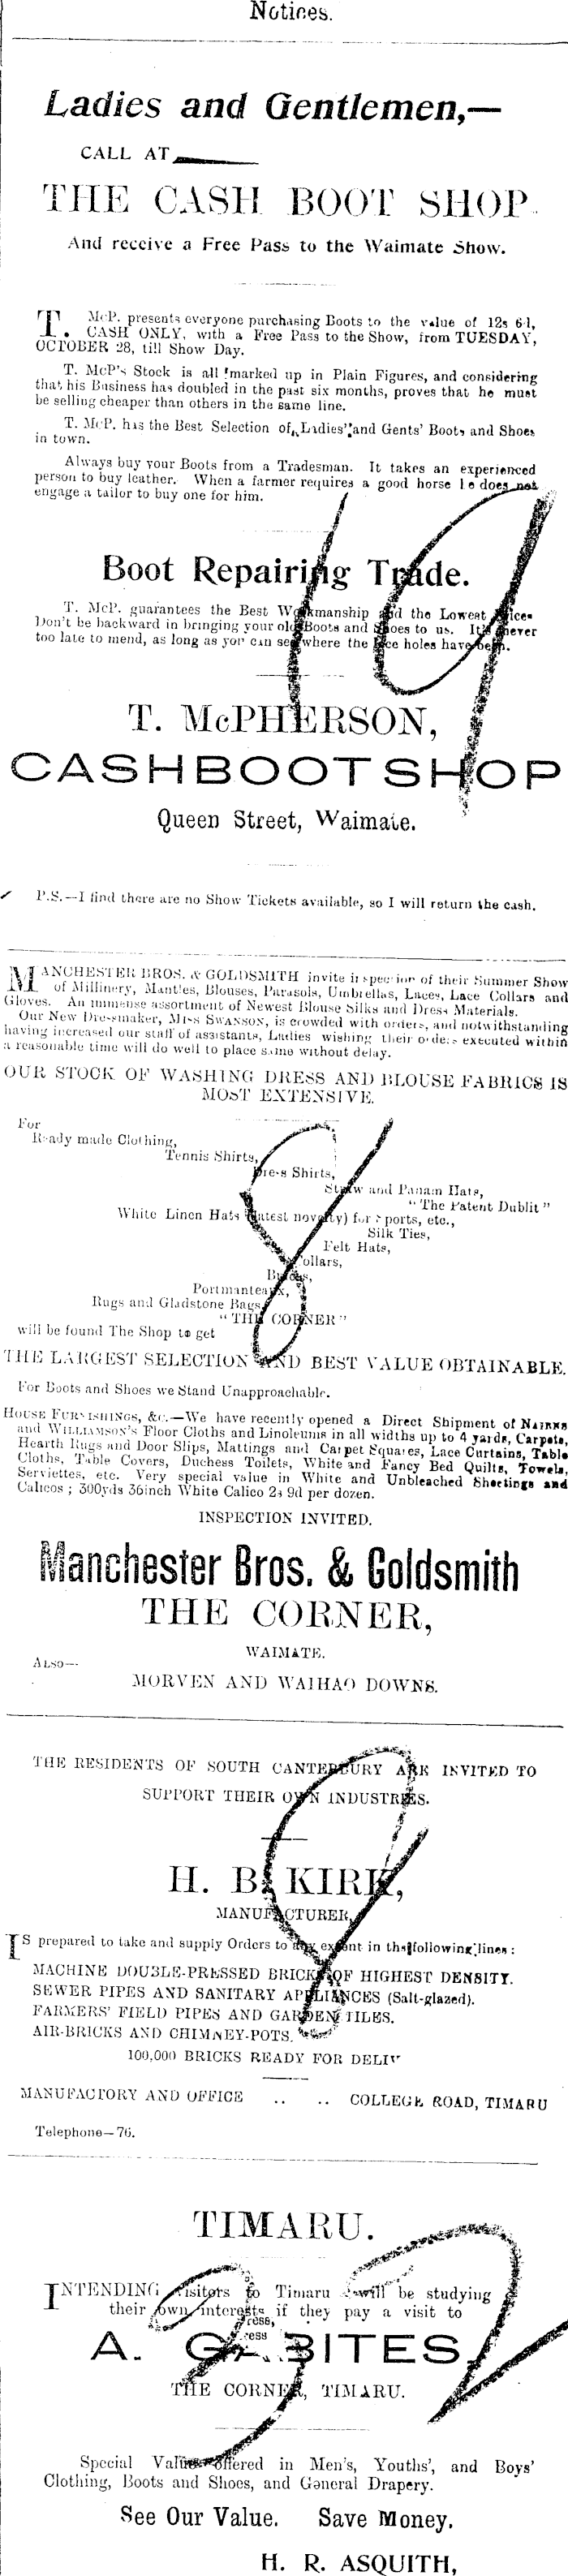 Notices.
Ladies and Gentlemen,—
CALL AT
THE CASH BOOT SHOP
And receive a Free Pass to the Waimate Show.
T. McP. presents everyone purchasing Boots to the value of 12s 6d,
CASH ONLY, with a Free Pass to the Show, from TUESDAY,
OCTOBER 28, till Show Day.
T. McP's Stock is all marked up in Plain Figures, and considering
that his Business has doubled in the past six months, proves that he must
be selling cheaper than others in the same line.
T. McP. has the Best Selection of Ladies' and Gents' Boots and Shoes
in town.
Always buy your Boots from a Tradesman. It takes an experienced
person to buy leather. When a farmer requires a good horse he does not
engage a tailor to buy one for him.
19
Boot Repairing Trade.
T. McP. guarantees the Best Workmanship and the Lowest Price.
Don't be backward in bringing your old Boots and Shoes to us. It's never
too late to mend, as long as you can see where the lace holes have been.
T. McPHERSON,
CASH BOOT SHOP
Queen Street, Waimate.
P.S.—I find there are no Show Tickets available, so I will return the cash.
MANCHESTER BROS. & GOLDSMITH invite inspection of their Summer Show
of Millinery, Mantles, Blouses, Parasols, Umbrellas, Laces, Lace Collars and
Gloves. An immense assortment of Newest Blouse Silks and Dress Materials.
Our New Dressmaker, Miss SWANSON, is crowded with orders, and notwithstanding
having increased our staff of assistants, Ladies wishing their orders executed within
a reasonable time will do well to place same without delay.
OUR STOCK OF WASHING DRESS AND BLOUSE FABRICS IS
MOST EXTENSIVE.
For
Ready made Clothing,
Tennis Shirts,
Dress Shirts,
Straw and Panam Hats,
"The Patent Dublit"
White Linen Hats (latest novelty) for sports, etc.,
Silk Ties,
Felt Hats,
Collars,
Braces,
Portmanteaux,
Rugs and Gladstone Bags
"THE CORNER"
will be found The Shop to get
8
THE LARGEST SELECTION AND BEST VALUE OBTAINABLE.
For Boots and Shoes we Stand Unapproachable.
HOUSE FURNISHINGS, &c.—We have recently opened a Direct Shipment of NAIRNS
and WILLIAMSON'S Floor Cloths and Linoleums in all widths up to 4 yards, Carpets,
Hearth Rugs and Door Slips, Mattings and Carpet Squares, Lace Curtains, Table
Cloths, Table Covers, Duchess Toilets, White and Fancy Bed Quilts, Towels,
Serviettes, etc. Very special value in White and Unbleached Sheetings and
Calicos; 300yds 36inch White Calico 2s 9d per dozen.
INSPECTION INVITED.
Manchester Bros. & Goldsmith
THE CORNER,
WAIMATE.
ALSO—
MORVEN AND WAIHAO DOWNS.
THE RESIDENTS OF SOUTH CANTERBURY ARE INVITED TO
SUPPORT THEIR OWN INDUSTRIES.
H. B. KIRK,
MANUFACTURER,
8
IS prepared to take and supply Orders to any extent in the following lines:
MACHINE DOUBLE-PRESSED BRICKS OF HIGHEST DENSITY.
SEWER PIPES AND SANITARY APPLIANCES (Salt-glazed).
FARMERS' FIELD PIPES AND GARDEN TILES.
AIR-BRICKS AND CHIMNEY-POTS.
100,000 BRICKS READY FOR DELIV
MANUFACTORY AND OFFICE .. .. COLLEGE ROAD, TIMARU
Telephone—76.
TIMARU.
INTENDING Visitors to Timaru will be studying
their own interests if they pay a visit to
A. GABITES,
THE CORNER, TIMARU.
Special Value offered in Men's, Youths', and Boys'
Clothing, Boots and Shoes, and General Drapery.
See Our Value. Save Money.
H. R. ASQUITH,